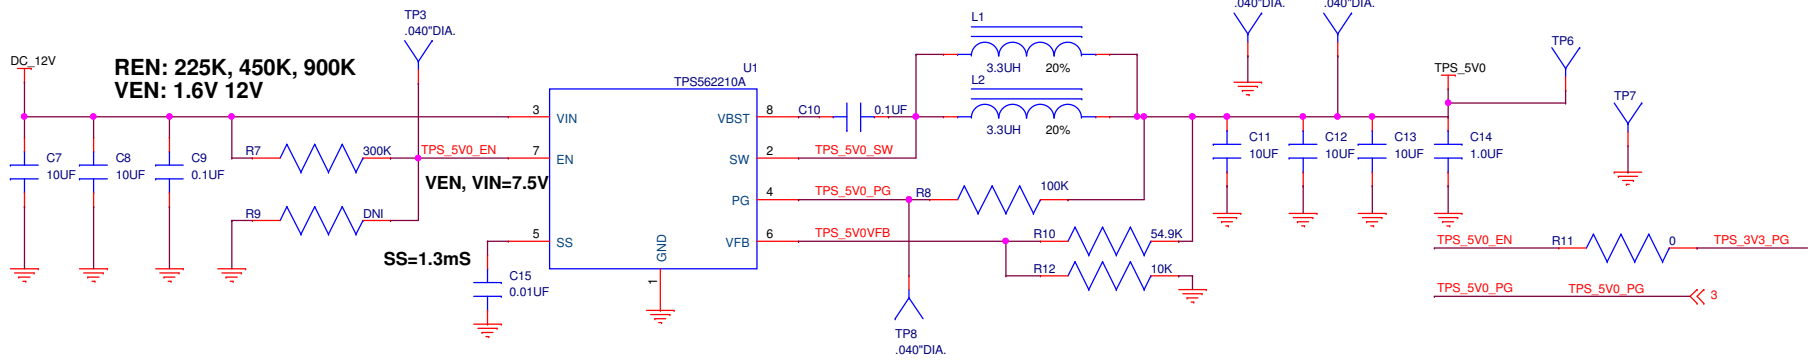 .040"DIA.
.040"DIA.
TP3
.040"DIA.
L1
3.3UH
20%
L2
3.3UH
20%
TP6
DC_12V
REN: 225K, 450K, 900K
VEN: 1.6V 12V
U1
TPS562210A
TPS_5V0
TP7
3
VIN
VBST
8
C10
0.1UF
C7
10UF
C8
10UF
C9
0.1UF
R7
300K
TPS_5V0_EN
7
EN
SW
2
TPS_5V0_SW
C11
10UF
C12
10UF
C13
10UF
C14
1.0UF
VEN, VIN=7.5V
PG
4
TPS_5V0_PG
R8
100K
R9
DNI
5
SS
VFB
6
TPS_5V0VFB
R10
54.9K
SS=1.3mS
GND
1
C15
0.01UF
R12
10K
TPS_5V0_EN
R11
0
TPS_3V3_PG
TPS_5V0_PG
TPS_5V0_PG
3
TP8
.040"DIA.